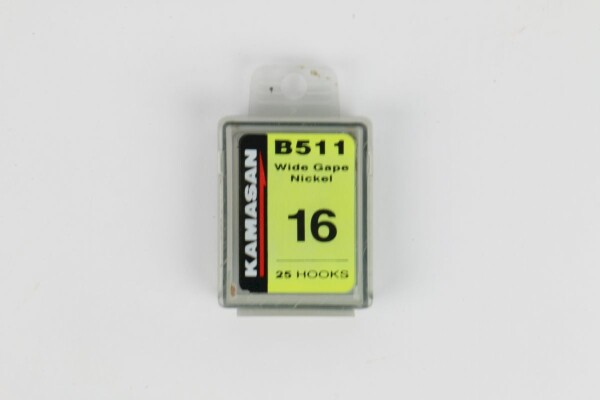 KAMASAN
B511
Wide Gape
Nickel
16
25 HOOKS